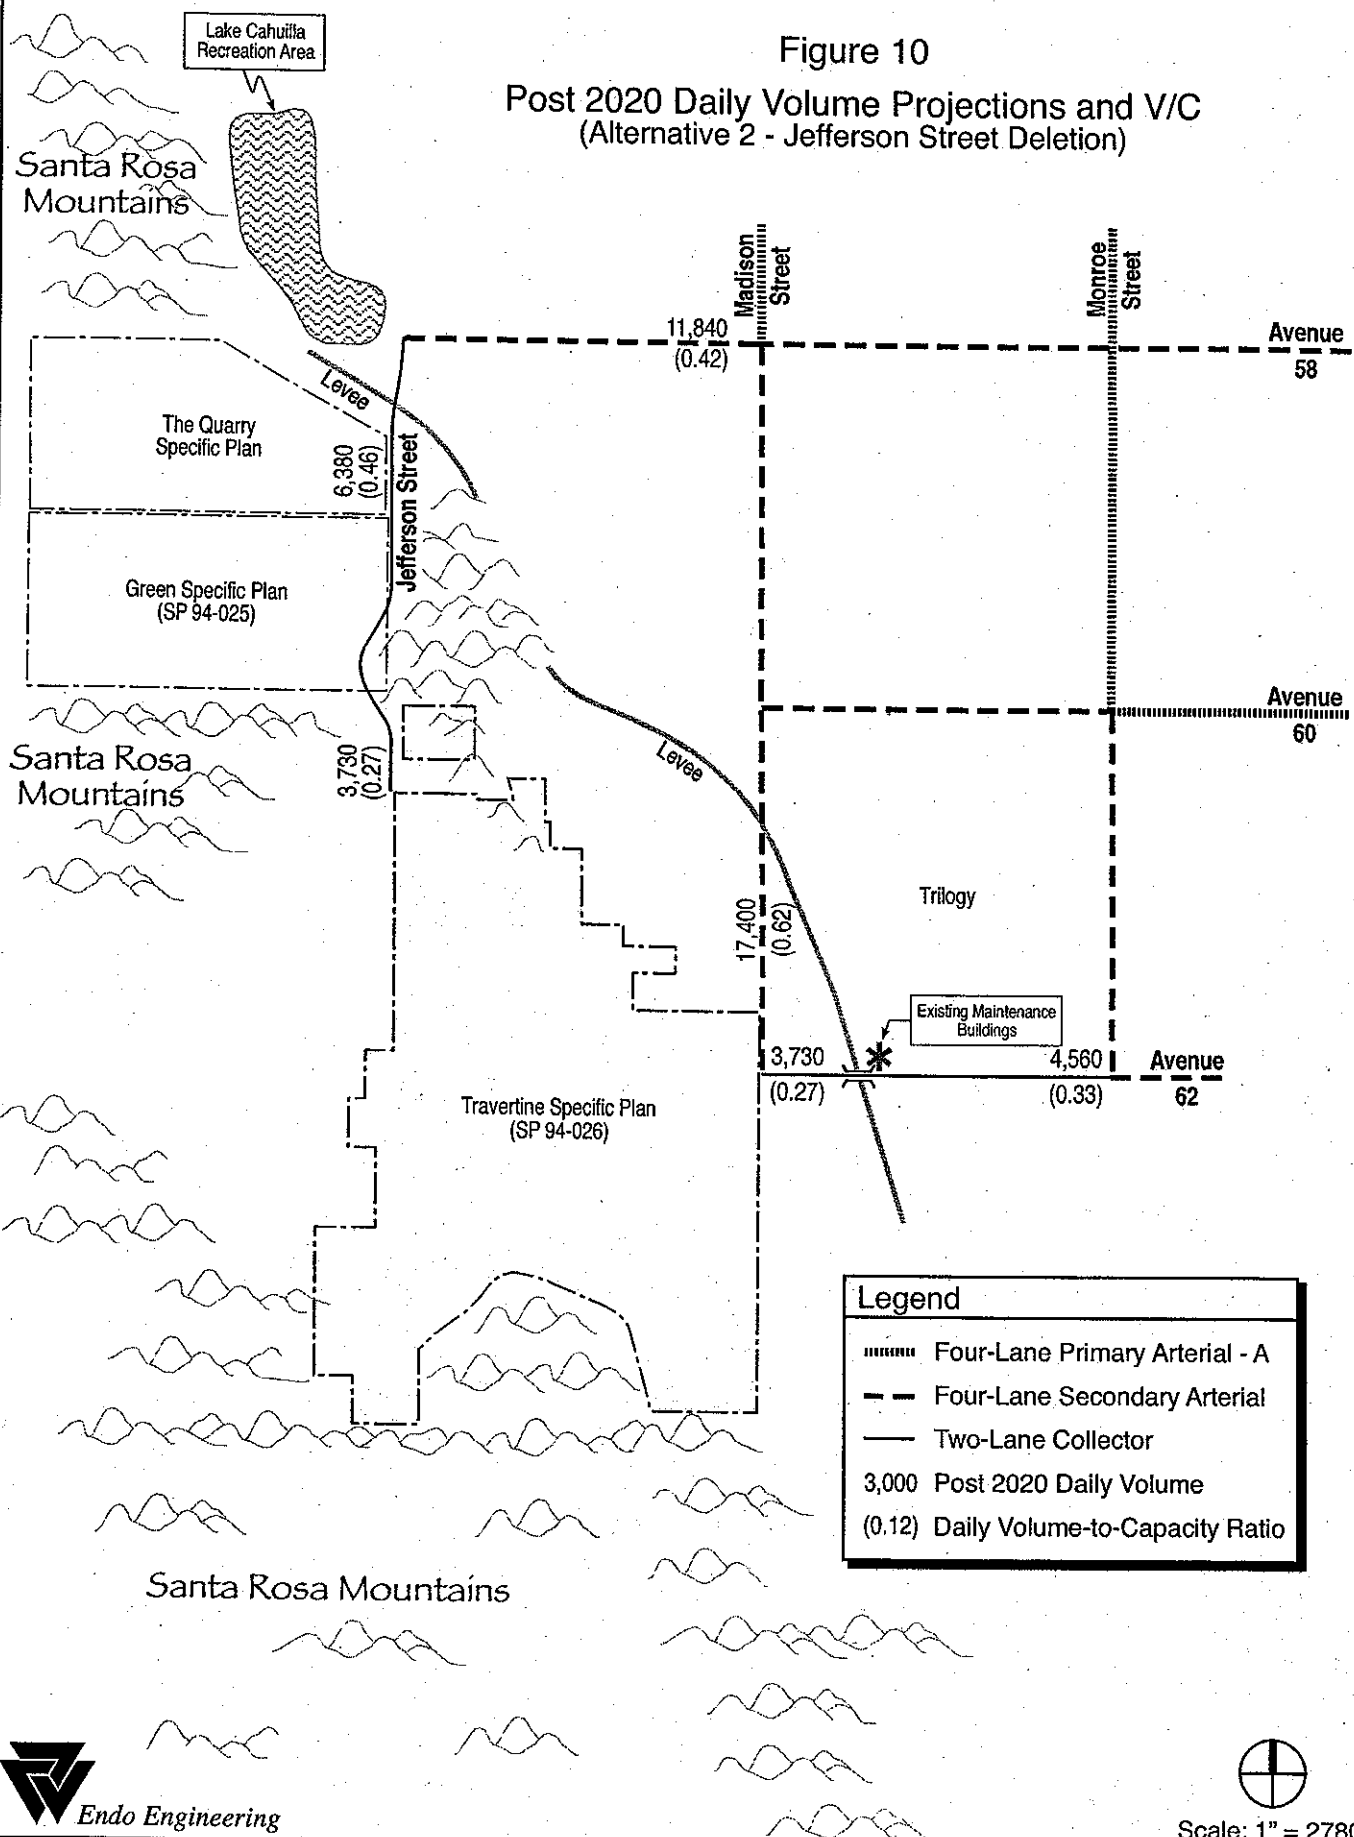 Lake Cahuilla
Recreation Area
Figure 10
Post 2020 Daily Volume Projections and V/C
(Alternative 2 - Jefferson Street Deletion)
Santa Rosa
Mountains
Madison
Street
Monroe
Street
11,840
(0.42)
Avenue
58
Levee
The Quarry
Specific Plan
6,380
(0.46)
Jefferson Street
Green Specific Plan
(SP 94-025)
Avenue
60
Santa Rosa
Mountains
3,730
(0.27)
Levee
Trilogy
17,400
(0.62)
Existing Maintenance
Buildings
3,730
(0.27)
4,560
(0.33)
Avenue
62
Travertine Specific Plan
(SP 94-026)
Legend
Four-Lane Primary Arterial - A
Four-Lane Secondary Arterial
Two-Lane Collector
3,000 Post 2020 Daily Volume
(0.12) Daily Volume-to-Capacity Ratio
Santa Rosa Mountains
Endo Engineering
Scale: 1" = 2780